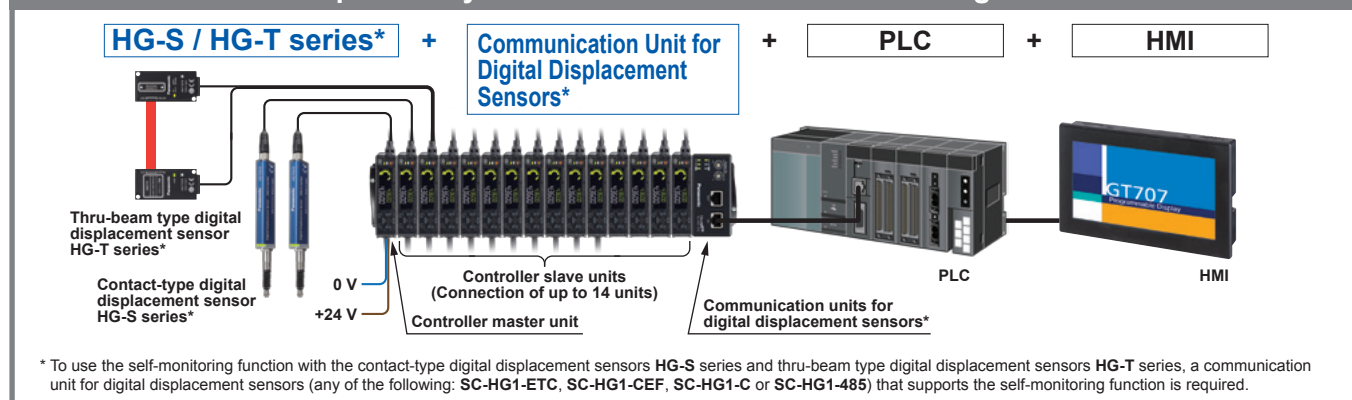 HG-S / HG-T series* + Communication Unit for Digital Displacement Sensors* + PLC + HMI
Thru-beam type digital
displacement sensor
HG-T series*
Contact-type digital
displacement sensor
HG-S series*
0 V
+24 V
Controller slave units
(Connection of up to 14 units)
Controller master unit
Communication units for
digital displacement sensors*
PLC
GT707
Programmable Display
HMI
* To use the self-monitoring function with the contact-type digital displacement sensors HG-S series and thru-beam type digital displacement sensors HG-T series, a communication
unit for digital displacement sensors (any of the following: SC-HG1-ETC, SC-HG1-CEF, SC-HG1-C or SC-HG1-485) that supports the self-monitoring function is required.